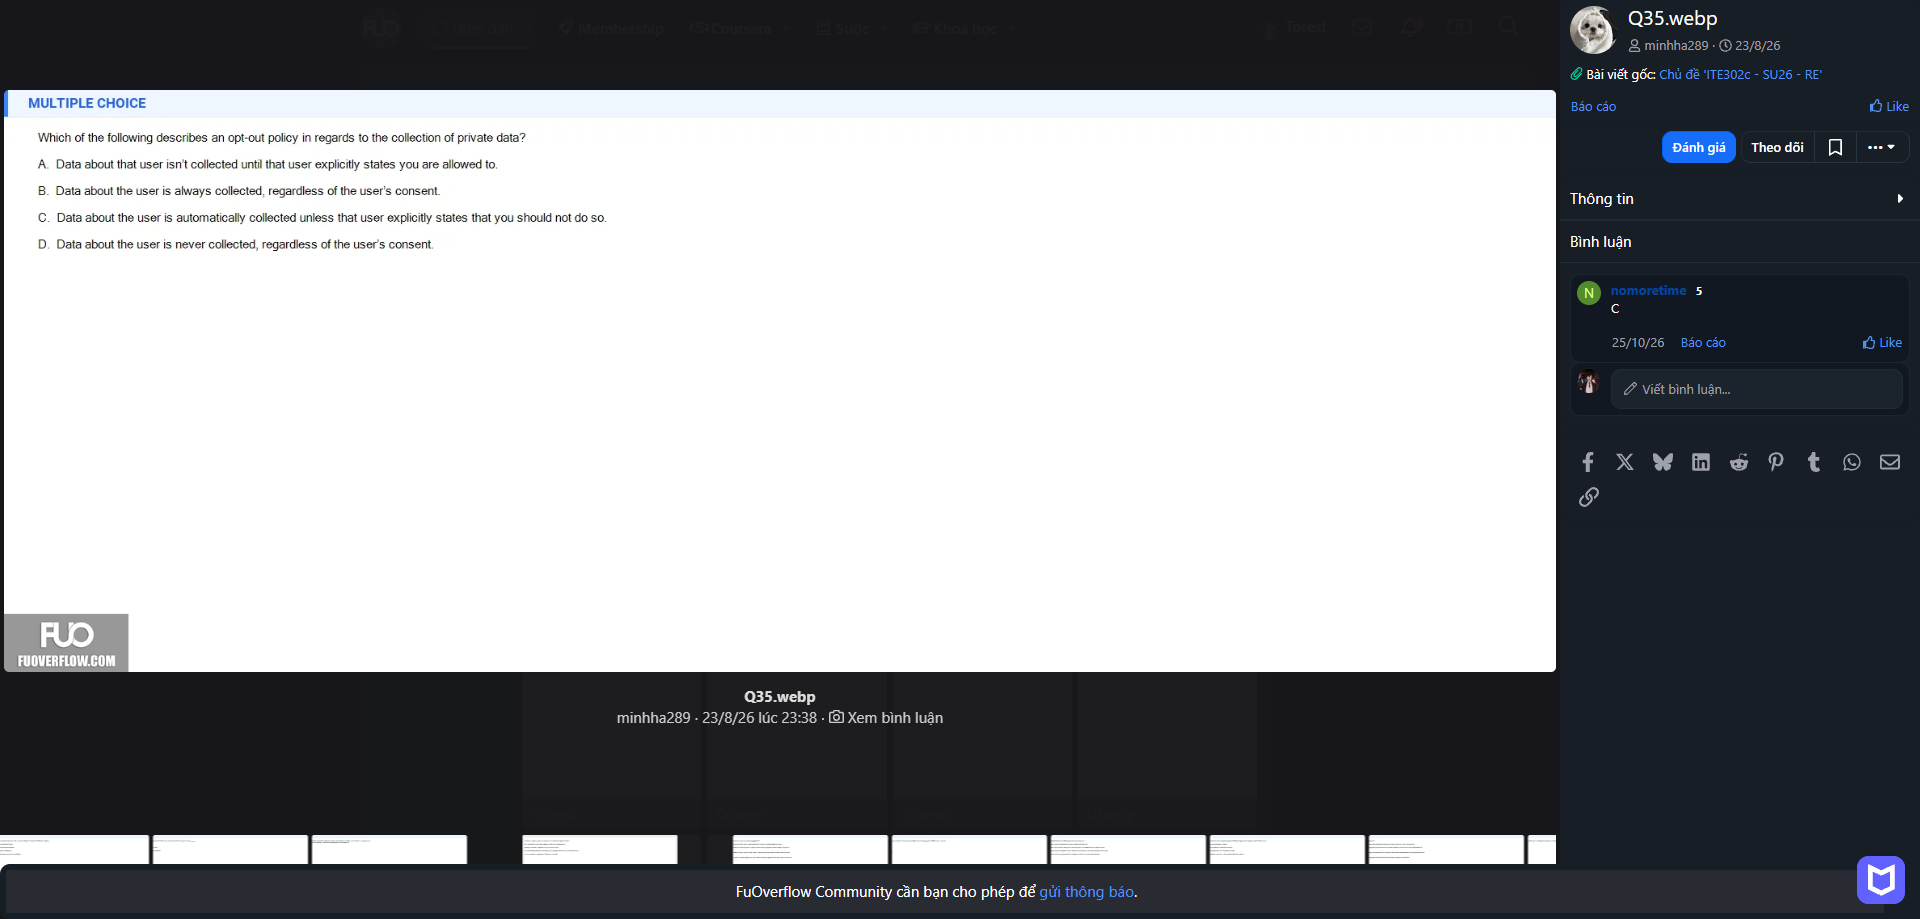 FUO
Membership
Coursera
Khoá học
Torest
MULTIPLE CHOICE
Which of the following describes an opt-out policy in regards to the collection of private data?
A. Data about that user isn't collected until that user explicitly states you are allowed to.
B. Data about the user is always collected, regardless of the user's consent.
C. Data about the user is automatically collected unless that user explicitly states that you should not do so.
D. Data about the user is never collected, regardless of the user's consent.
FUO
FUOVERFLOW.COM
Q35.webp
minhha289 · 23/8/26 lúc 23:38 · Xem bình luận
Q35.webp
minhha289 · 23/8/26
Bài viết gốc: Chủ đề 'ITE302c - SU26 - RE'
Báo cáo
Like
Đánh giá
Theo dõi
Thông tin
Bình luận
N
nomoretime 5
C
25/10/26 Báo cáo
Like
Viết bình luận...
FuOverflow Community cần bạn cho phép để gửi thông báo.